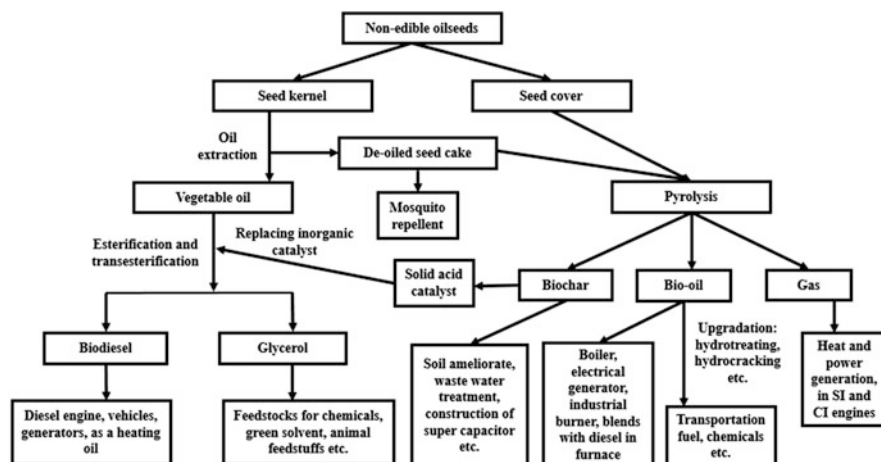 Non-edible oilseeds
Seed kernel
Seed cover
Oil
extraction
De-oiled seed cake
Vegetable oil
Mosquito
repellent
Pyrolysis
Esterification and
transesterification
Replacing inorganic
catalyst
Solid acid
catalyst
Biochar
Bio-oil
Gas
Biodiesel
Glycerol
Upgradation:
hydrotreating,
hydrocracking
etc.
Diesel engine, vehicles,
generators, as a heating
oil
Feedstocks for chemicals,
green solvent, animal
feedstuffs etc.
Soil ameliorate,
waste water
treatment,
construction of
super capacitor
etc.
Boiler,
electrical
generator,
industrial
burner, blends
with diesel in
furnace
Transportation
fuel, chemicals
etc.
Heat and
power
generation,
in SI and
CI engines